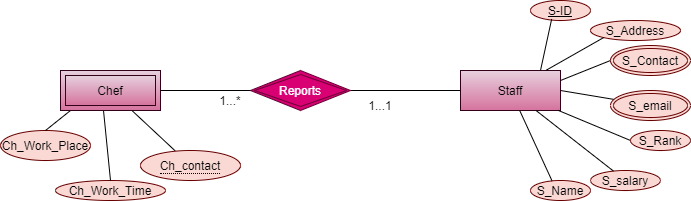 S-ID
S_Address
S_Contact
Chef
Reports
Staff
1...*
1...1
S_email
Ch_Work_Place
S_Rank
Ch_contact
S_salary
Ch_Work_Time
S_Name